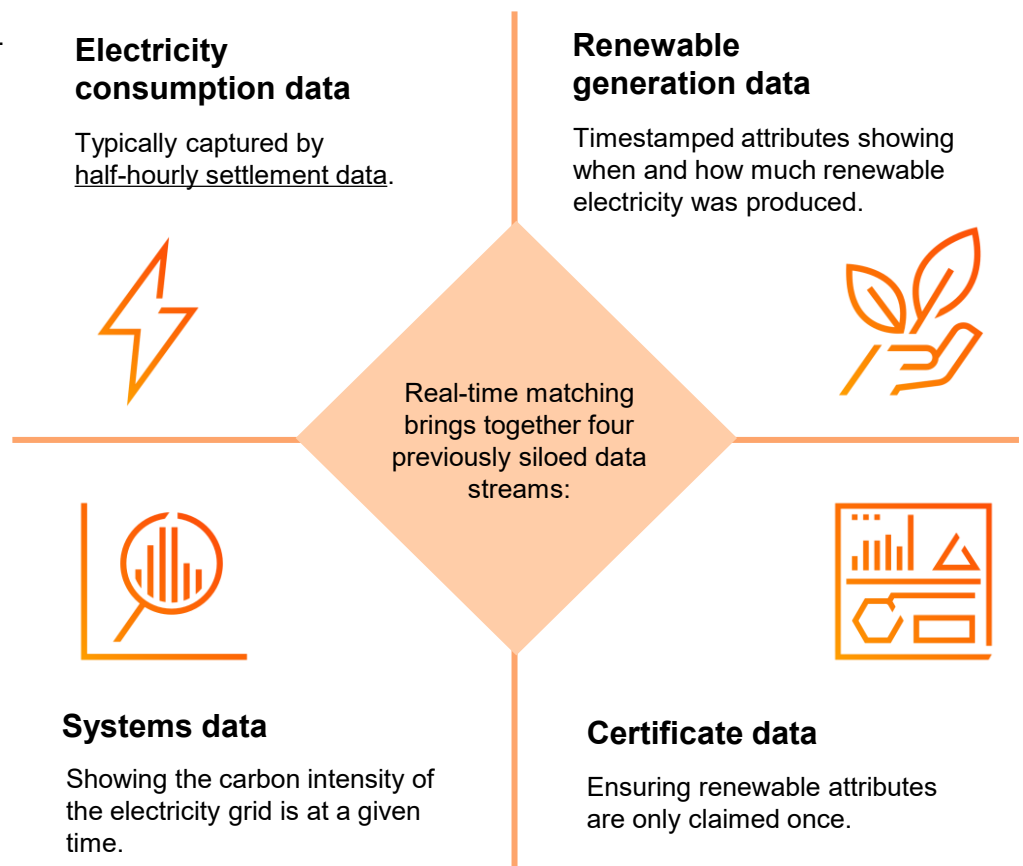 Electricity
consumption data
Typically captured by
half-hourly settlement data.
Renewable
generation data
Timestamped attributes showing
when and how much renewable
electricity was produced.
Real-time matching
brings together four
previously siloed data
streams:
Systems data
Showing the carbon intensity of
the electricity grid is at a given
time.
Certificate data
Ensuring renewable attributes
are only claimed once.